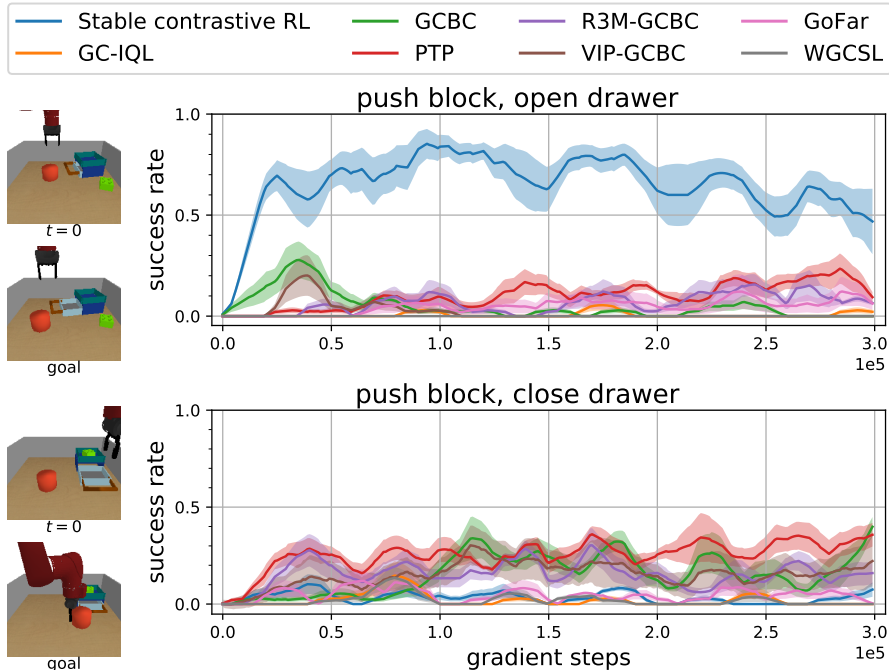 Stable contrastive RL GCBC R3M-GCBC GoFar
GC-IQL PTP VIP-GCBC WGCSL
push block, open drawer
success rate
1.0
0.5
0.0
0.0 0.5 1.0 1.5 2.0 2.5 3.0
1e5
t = 0
goal
push block, close drawer
success rate
1.0
0.5
0.0
0.0 0.5 1.0 1.5 2.0 2.5 3.0
1e5
gradient steps
t = 0
goal